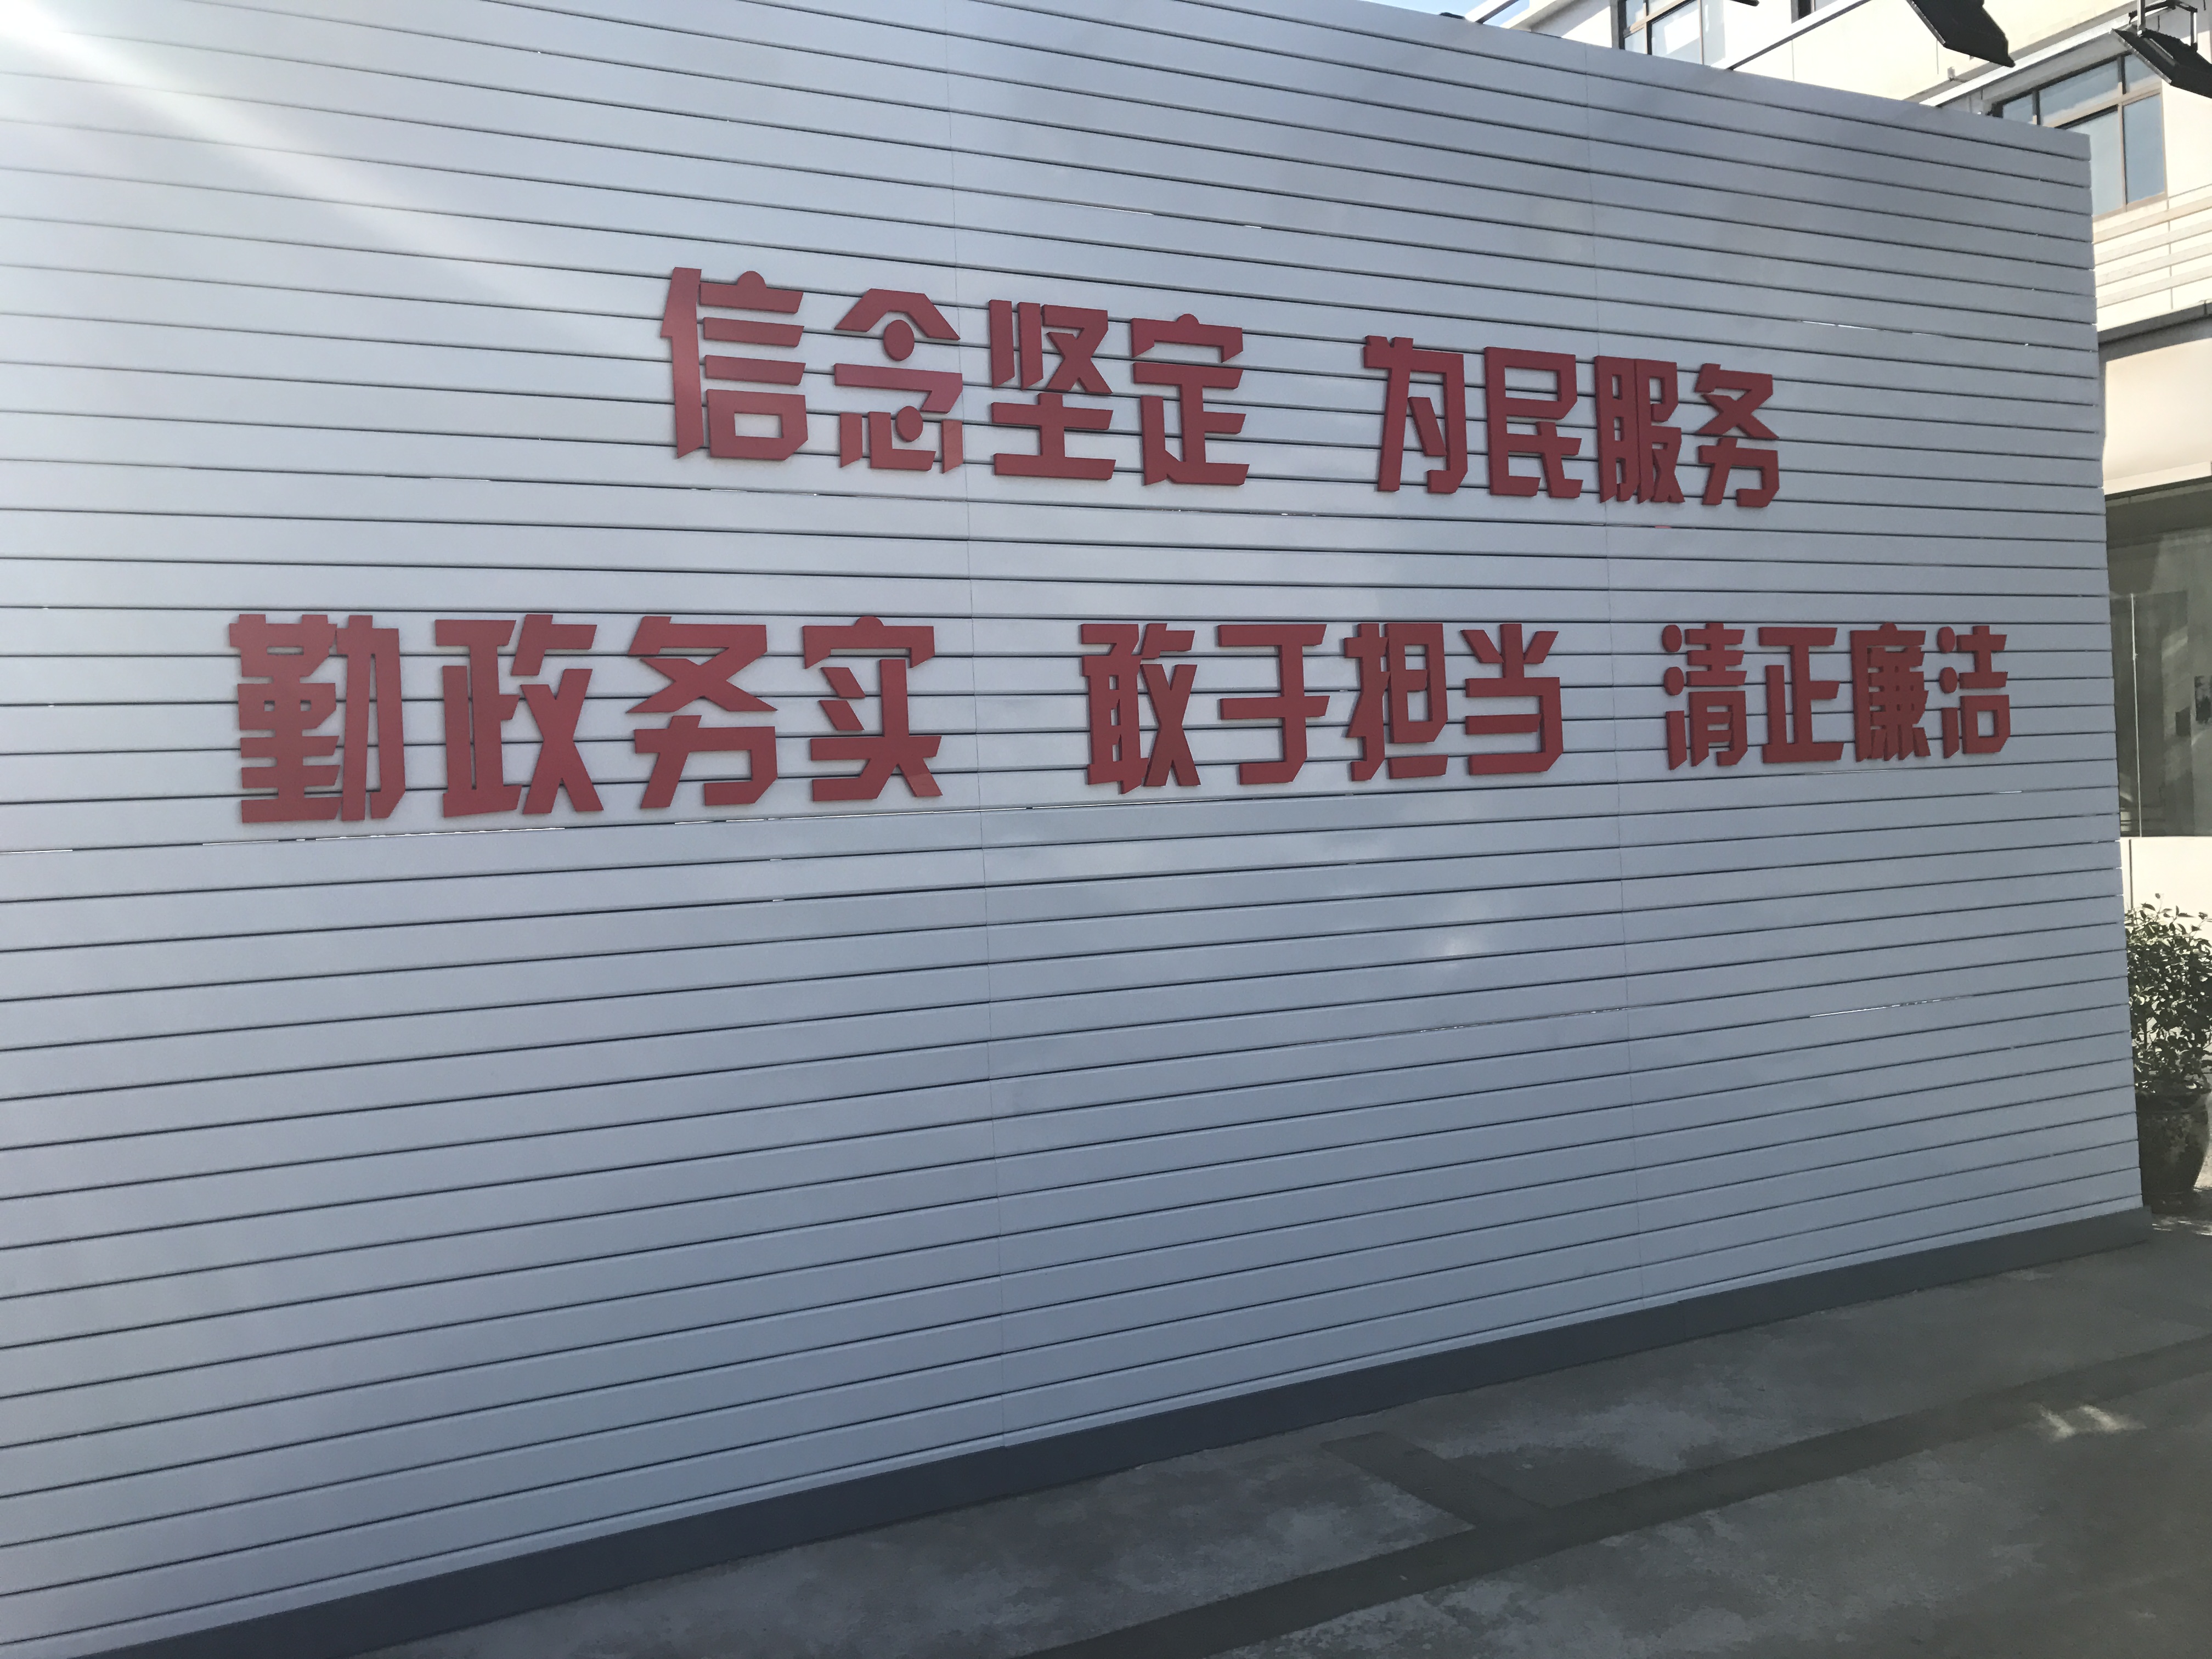 信念坚定 为民服务
勤政务实 敢于担当 清正廉洁